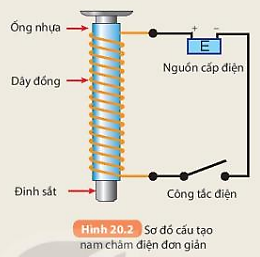 Ống nhựa
+ −
E
Nguồn cấp điện
Dây đồng
Đinh sắt
Công tắc điện
Hình 20.2 Sơ đồ cấu tạo
nam châm điện đơn giản